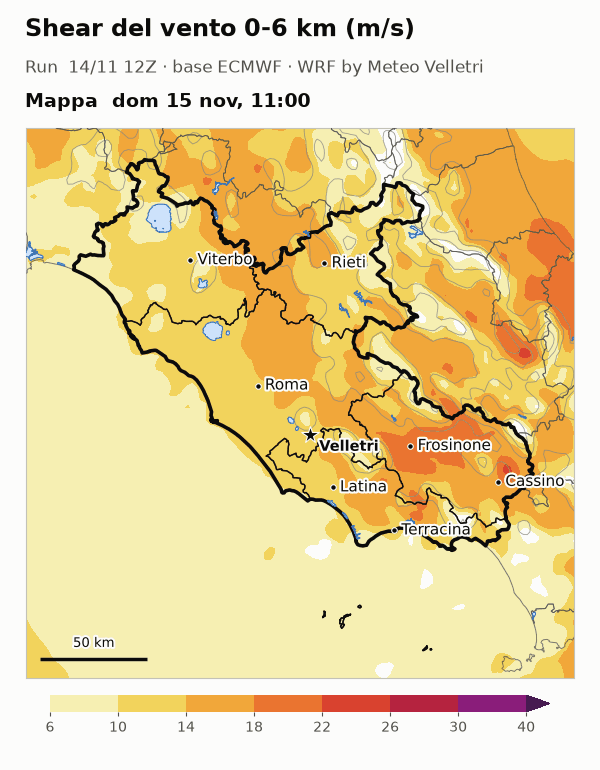 Shear del vento 0-6 km (m/s)
Run  14/11 12Z · base ECMWF · WRF by Meteo Velletri
Mappa  dom 15 nov, 11:00
Viterbo
Rieti
Roma
Velletri
Frosinone
Latina
Cassino
Terracina
50 km
6 10 14 18 22 26 30 40